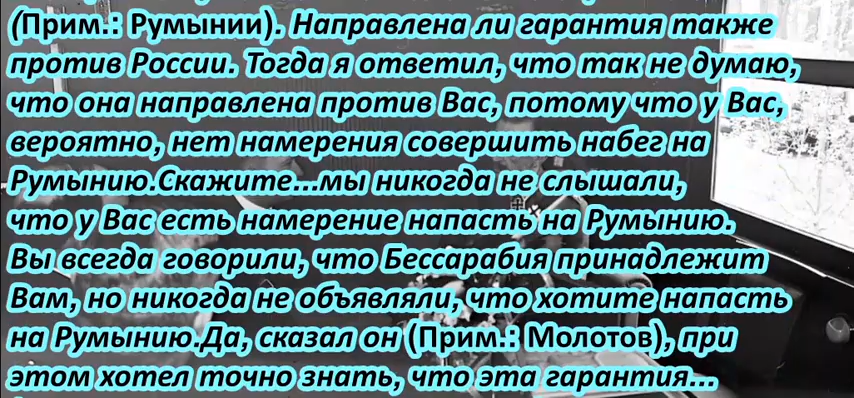 (Прим.: Румынии). Направлена ли гарантия также
против России. Тогда я ответил, что так не думаю,
что она направлена против Вас, потому что у Вас,
вероятно, нет намерения совершить набег на
Румынию.Скажите...мы никогда не слышали,
что у Вас есть намерение напасть на Румынию.
Вы всегда говорили, что Бессарабия принадлежит
Вам, но никогда не объявляли, что хотите напасть
на Румынию.Да, сказал он (Прим.: Молотов), при
этом хотел точно знать, что эта гарантия...